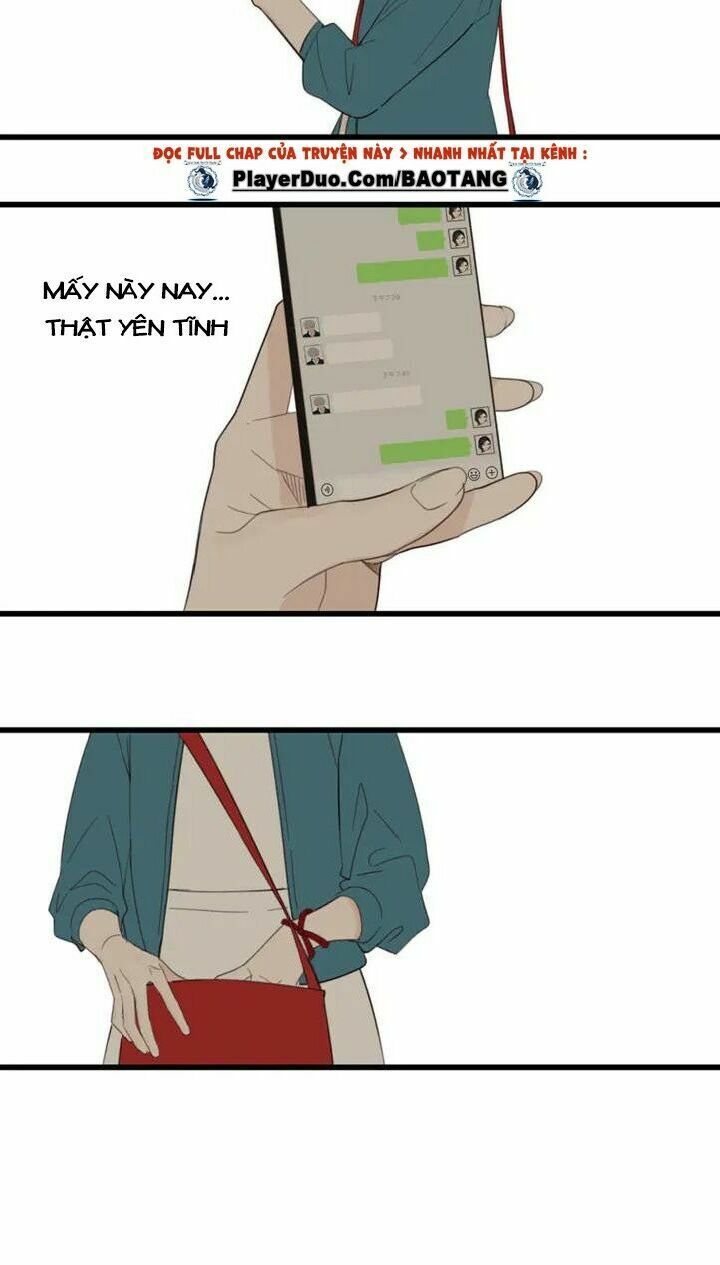 ĐỌC FULL CHAP CỦA TRUYỆN NÀY > NHANH NHẤT TẠI KÊNH :
PlayerDuo.Com/BAOTANG
MẤY NÀY NAY...
THẬT YÊN TĨNH